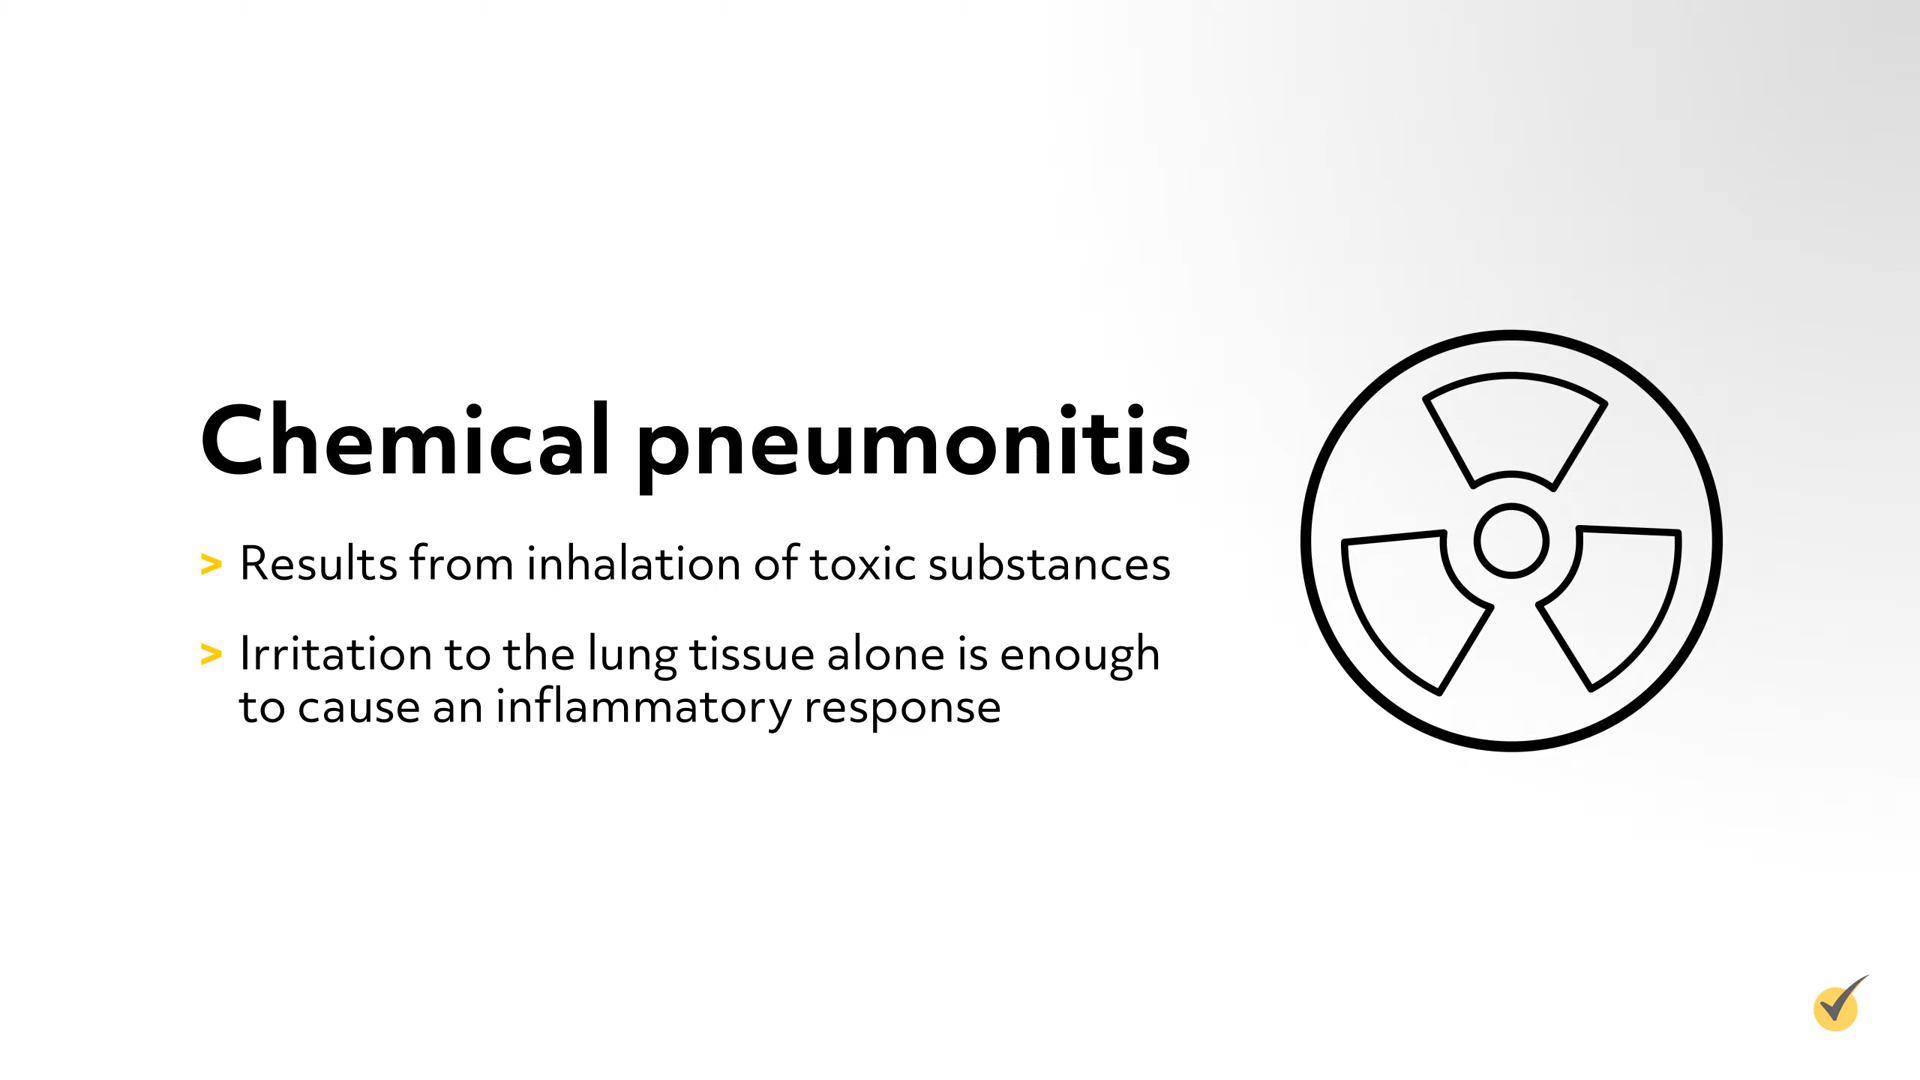 Chemical pneumonitis
> Results from inhalation of toxic substances
> Irritation to the lung tissue alone is enough
to cause an inflammatory response